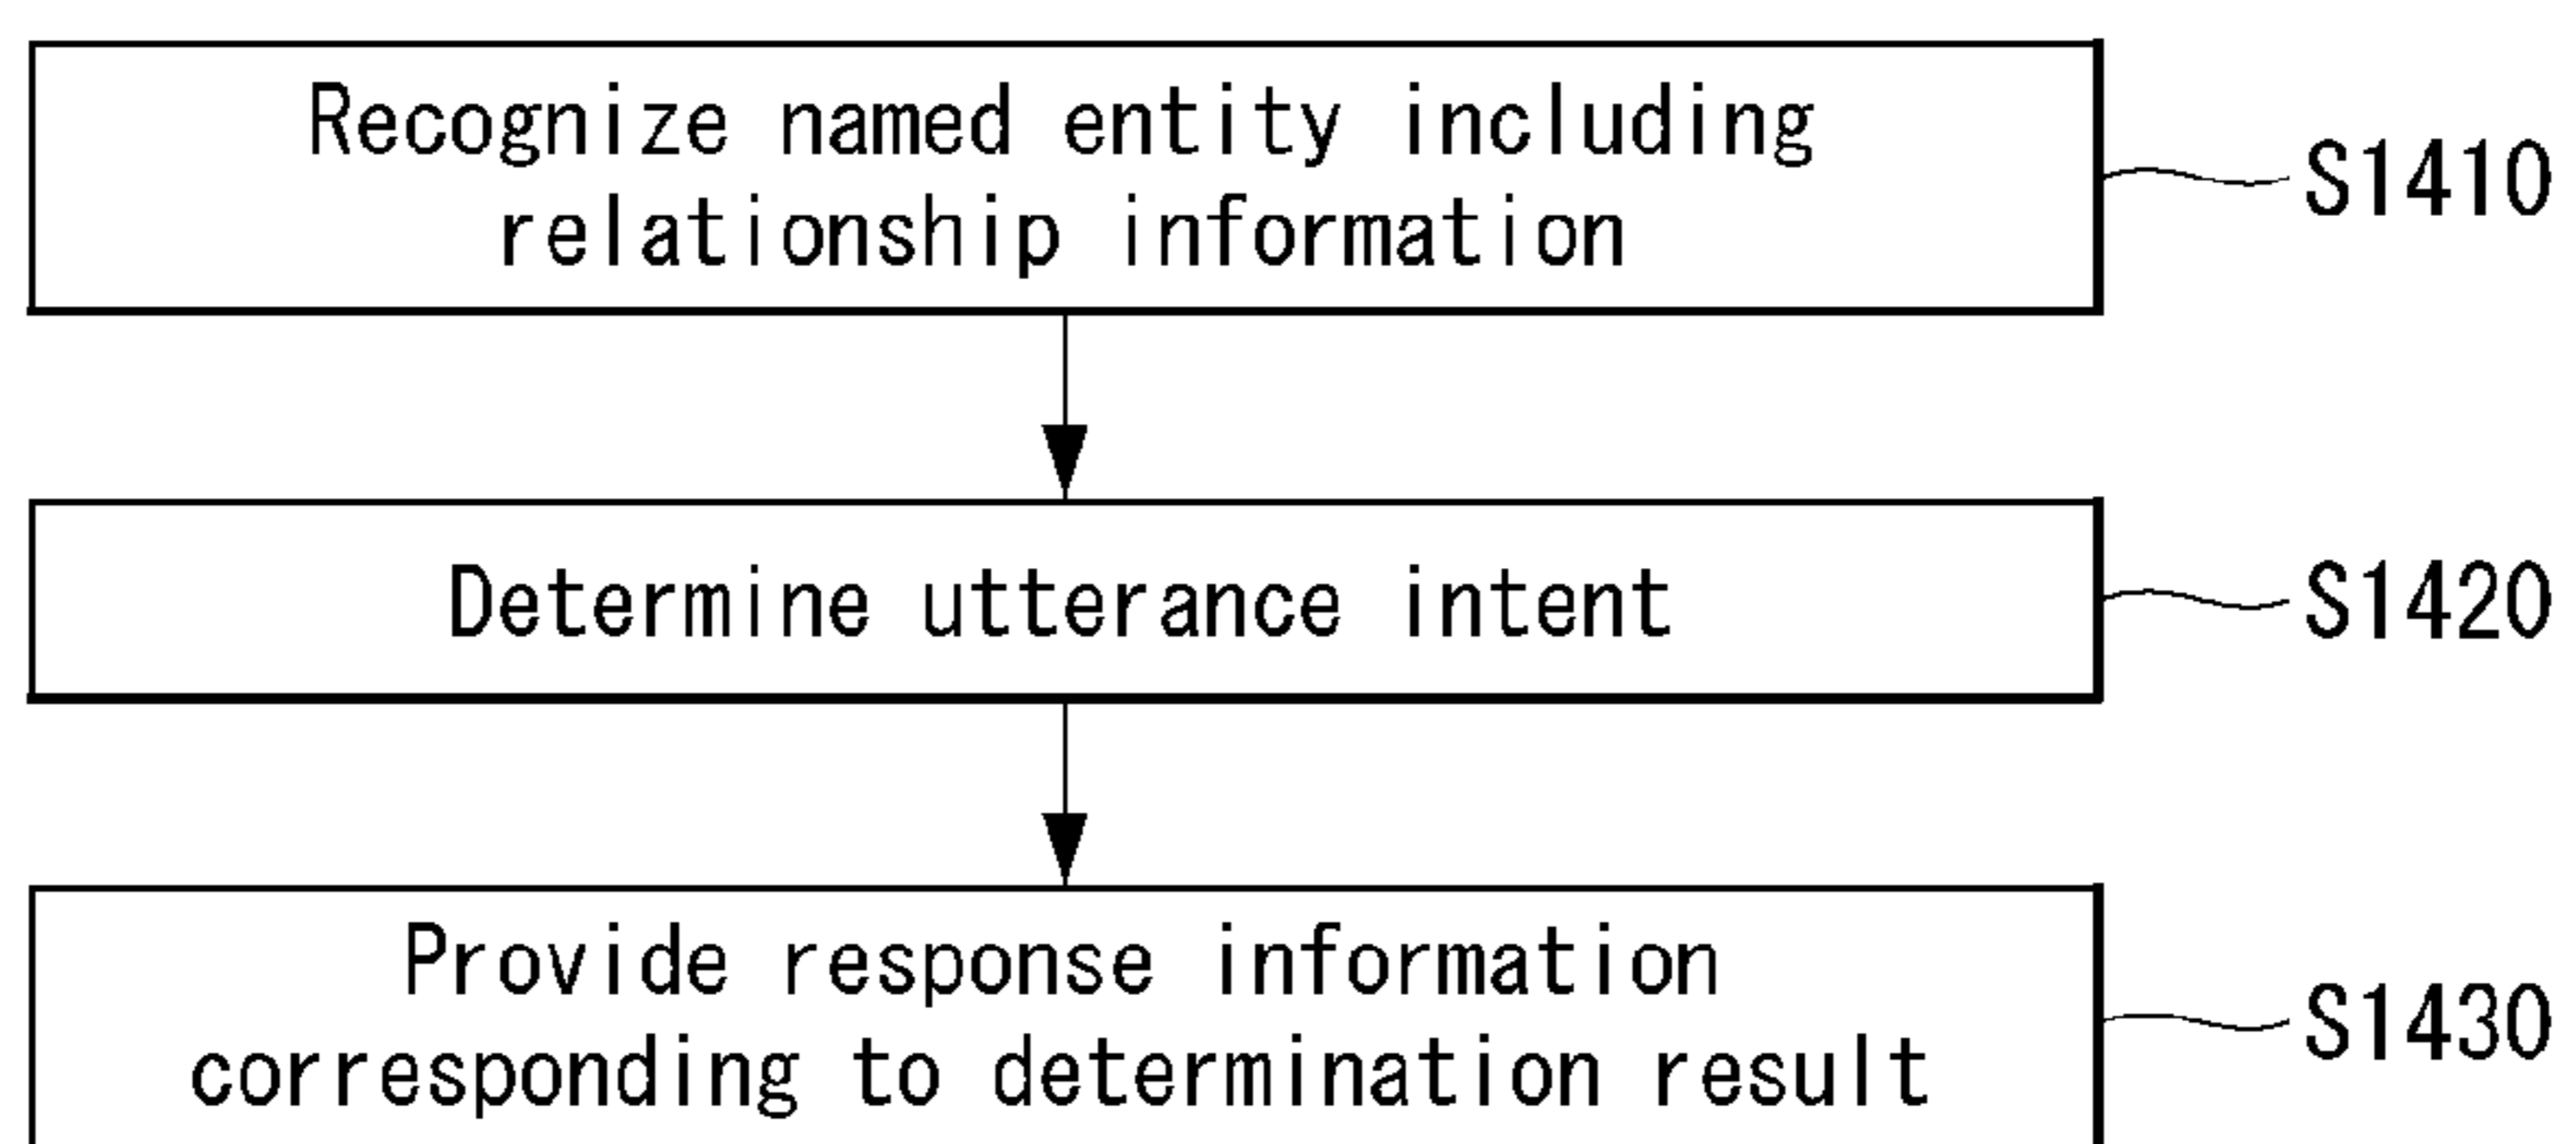 Recognize named entity including
relationship information
S1410
Determine utterance intent
S1420
Provide response information
corresponding to determination result
S1430